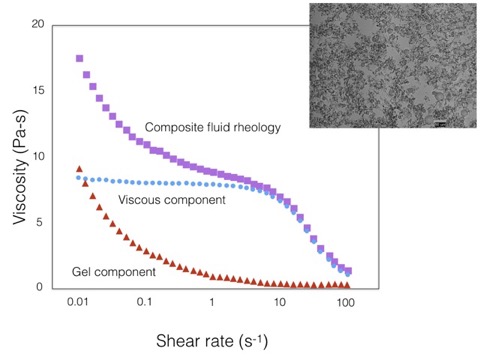 20
15
10
5
0
Viscosity (Pa-s)
Composite fluid rheology
Viscous component
Gel component
0.01 0.1 1 10 100
Shear rate (s-1)